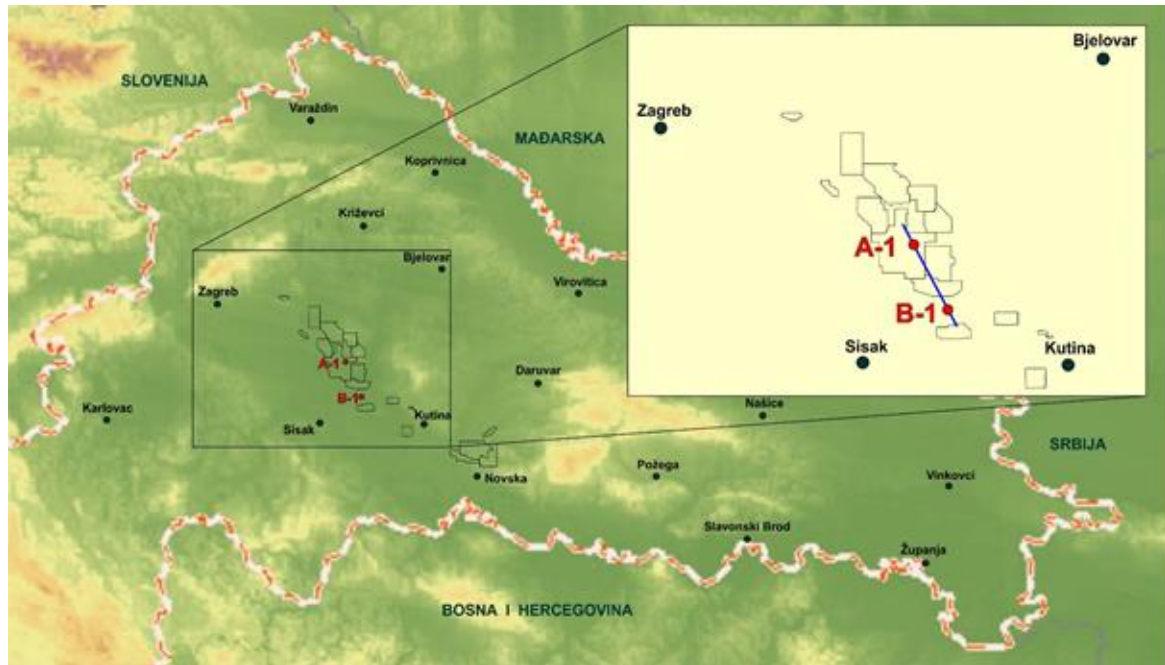 SLOVENIJA
Varaždin
MAĐARSKA
Koprivnica
Križevci
Bjelovar
Zagreb
Virovitica
A-1
Daruvar
B-1
Karlovac
Sisak
Kutina
Našice
Novska
Požega
SRBIJA
Vinkovci
Slavonski Brod
Županja
BOSNA I HERCEGOVINA
Bjelovar
Zagreb
A-1
B-1
Sisak
Kutina